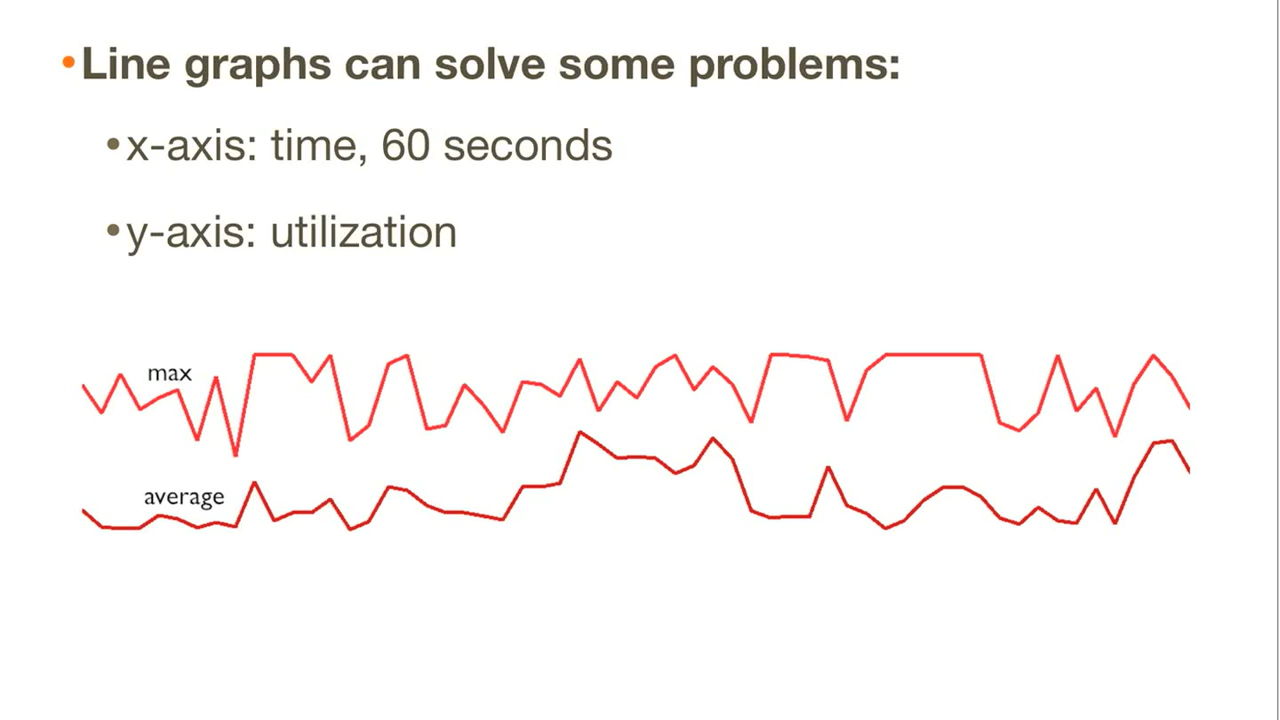 •Line graphs can solve some problems:
•x-axis: time, 60 seconds
•y-axis: utilization
max
average